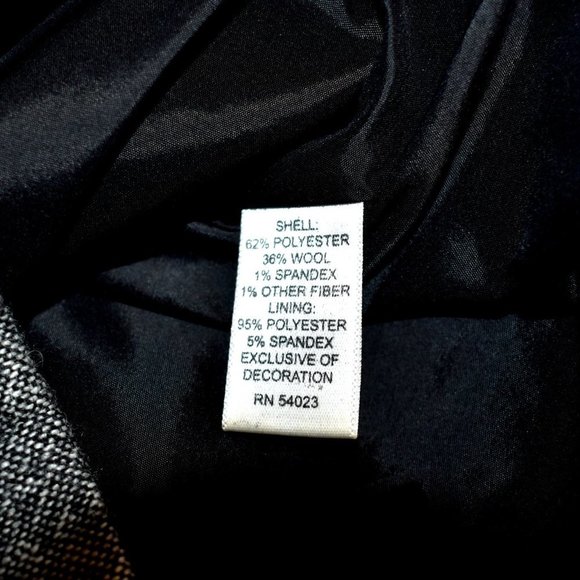 SHELL:
62% POLYESTER
36% WOOL
1% SPANDEX
1% OTHER FIBER
LINING:
95% POLYESTER
5% SPANDEX
EXCLUSIVE OF
DECORATION
RN 54023